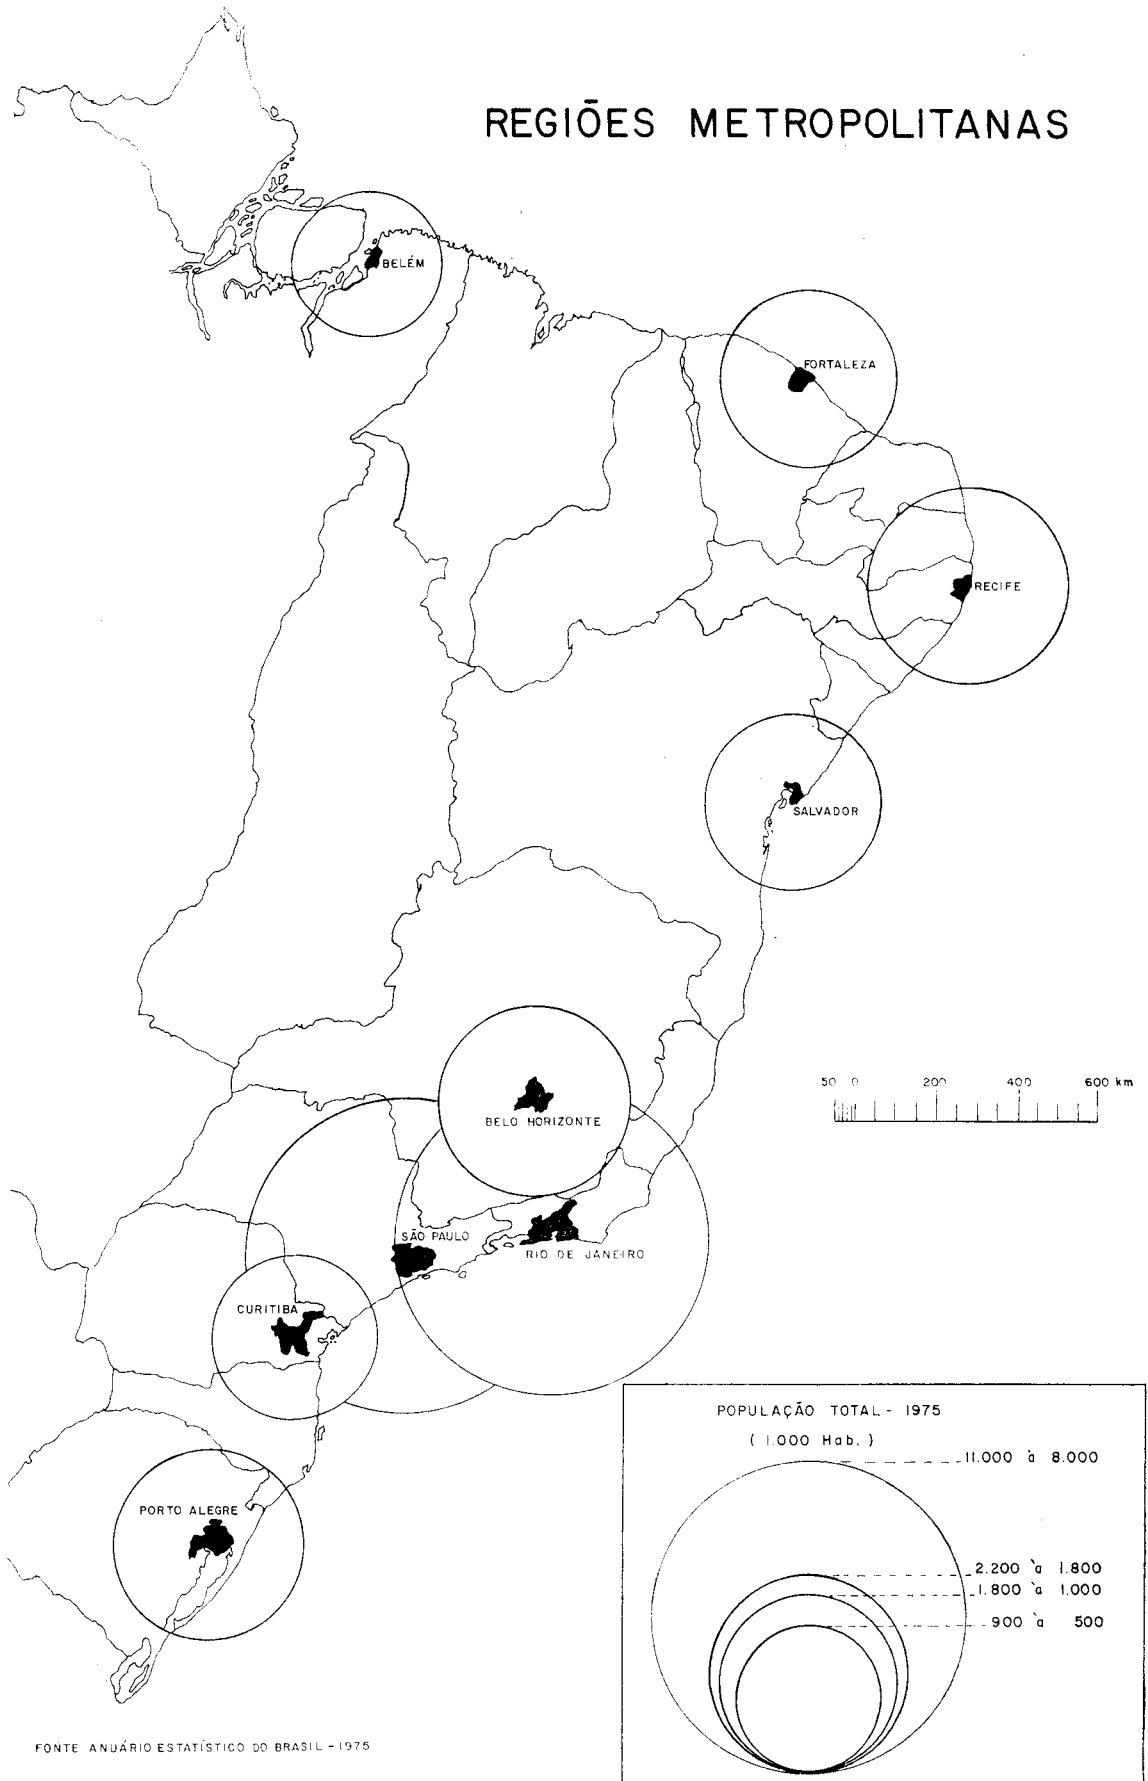 REGIÕES METROPOLITANAS
BELÉM
FORTALEZA
RECIFE
SALVADOR
50 0 200 400 600 km
BELO HORIZONTE
SÃO PAULO
RIO DE JANEIRO
CURITIBA
PORTO ALEGRE
POPULAÇÃO TOTAL - 1975
(1.000 Hab.)
11.000 à 8.000
2.200 à 1.800
1.800 à 1.000
900 à 500
FONTE ANUÁRIO ESTATÍSTICO DO BRASIL - 1975